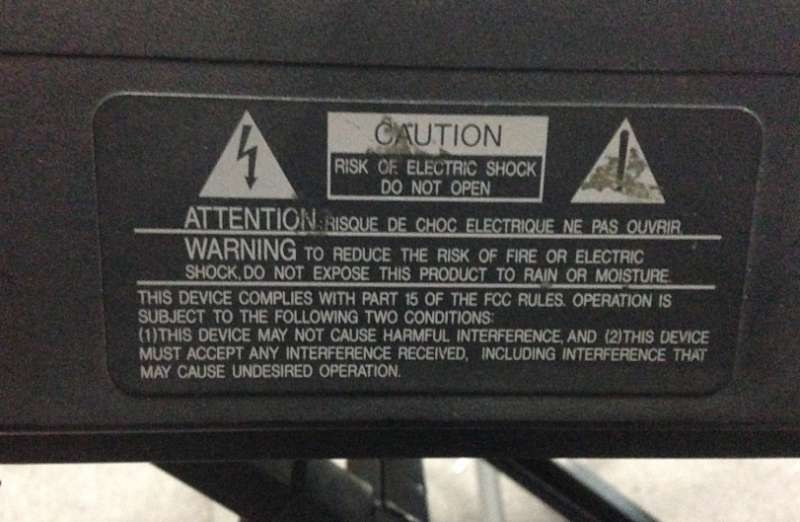 CAUTION
RISK OF ELECTRIC SHOCK
DO NOT OPEN
ATTENTION: RISQUE DE CHOC ELECTRIQUE NE PAS OUVRIR
WARNING TO REDUCE THE RISK OF FIRE OR ELECTRIC
SHOCK, DO NOT EXPOSE THIS PRODUCT TO RAIN OR MOISTURE.
THIS DEVICE COMPLIES WITH PART 15 OF THE FCC RULES. OPERATION IS
SUBJECT TO THE FOLLOWING TWO CONDITIONS:
(1)THIS DEVICE MAY NOT CAUSE HARMFUL INTERFERENCE, AND (2)THIS DEVICE
MUST ACCEPT ANY INTERFERENCE RECEIVED, INCLUDING INTERFERENCE THAT
MAY CAUSE UNDESIRED OPERATION.